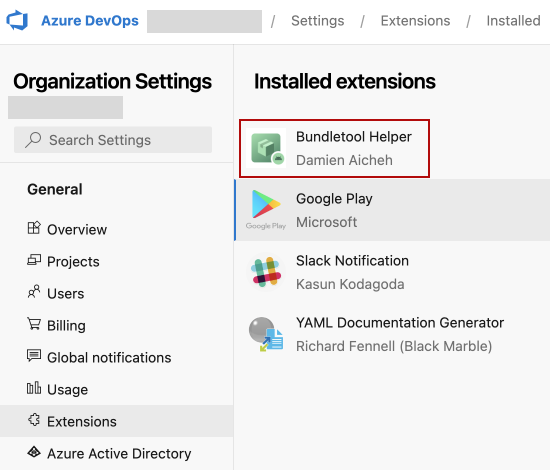 Azure DevOps / Settings / Extensions / Installed
Organization Settings
Search Settings
General
Overview
Projects
Users
Billing
Global notifications
Usage
Extensions
Azure Active Directory
Installed extensions
Bundletool Helper
Damien Aicheh
Google Play
Google Play
Microsoft
Slack Notification
Kasun Kodagoda
YAML Documentation Generator
Richard Fennell (Black Marble)